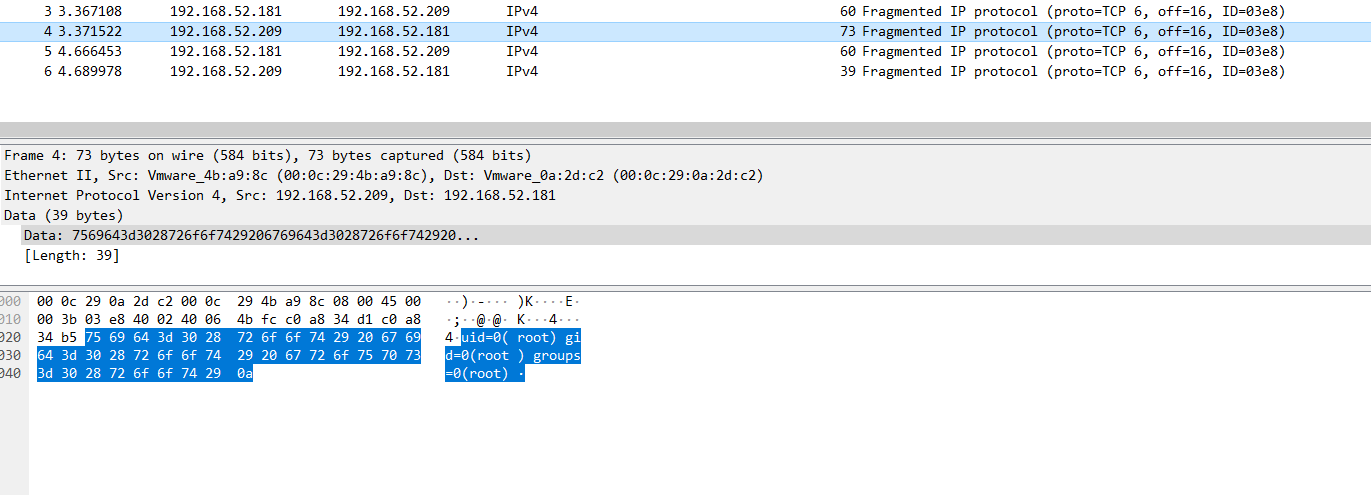 3 3.367108 192.168.52.181 192.168.52.209 IPv4 60 Fragmented IP protocol (proto=TCP 6, off=16, ID=03e8)
4 3.371522 192.168.52.209 192.168.52.181 IPv4 73 Fragmented IP protocol (proto=TCP 6, off=16, ID=03e8)
5 4.666453 192.168.52.181 192.168.52.209 IPv4 60 Fragmented IP protocol (proto=TCP 6, off=16, ID=03e8)
6 4.689978 192.168.52.209 192.168.52.181 IPv4 39 Fragmented IP protocol (proto=TCP 6, off=16, ID=03e8)
Frame 4: 73 bytes on wire (584 bits), 73 bytes captured (584 bits)
Ethernet II, Src: Vmware_4b:a9:8c (00:0c:29:4b:a9:8c), Dst: Vmware_0a:2d:c2 (00:0c:29:0a:2d:c2)
Internet Protocol Version 4, Src: 192.168.52.209, Dst: 192.168.52.181
Data (39 bytes)
Data: 7569643d3028726f6f7429206769643d3028726f6f742920...
[Length: 39]
000 00 0c 29 0a 2d c2 00 0c 29 4b a9 8c 08 00 45 00 ··)·-··· )K····E·
010 00 3b 03 e8 40 02 40 06 4b fc c0 a8 34 d1 c0 a8 ·;··@·@· K···4···
020 34 b5 75 69 64 3d 30 28 72 6f 6f 74 29 20 67 69 4·uid=0( root) gi
030 64 3d 30 28 72 6f 6f 74 29 20 67 72 6f 75 70 73 d=0(root ) groups
040 3d 30 28 72 6f 6f 74 29 0a =0(root) ·